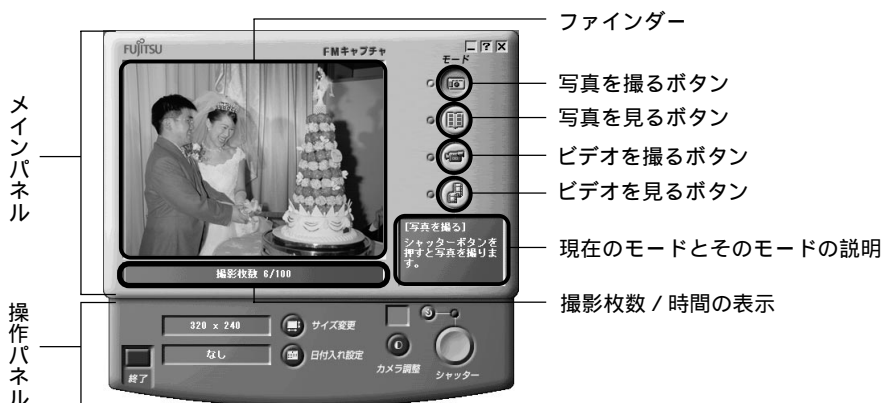 ファインダー
FUJITSU
FMキャプチャ
モード
写真を撮るボタン
写真を見るボタン
ビデオを撮るボタン
ビデオを見るボタン
メインパネル
[写真を撮る]
シャッターボタンを
押すと写真を撮りま
す。
現在のモードとそのモードの説明
撮影枚数 6/100
撮影枚数 / 時間の表示
操作パネル
320 x 240
サイズ変更
なし
日付入れ設定
カメラ調整
シャッター
終了